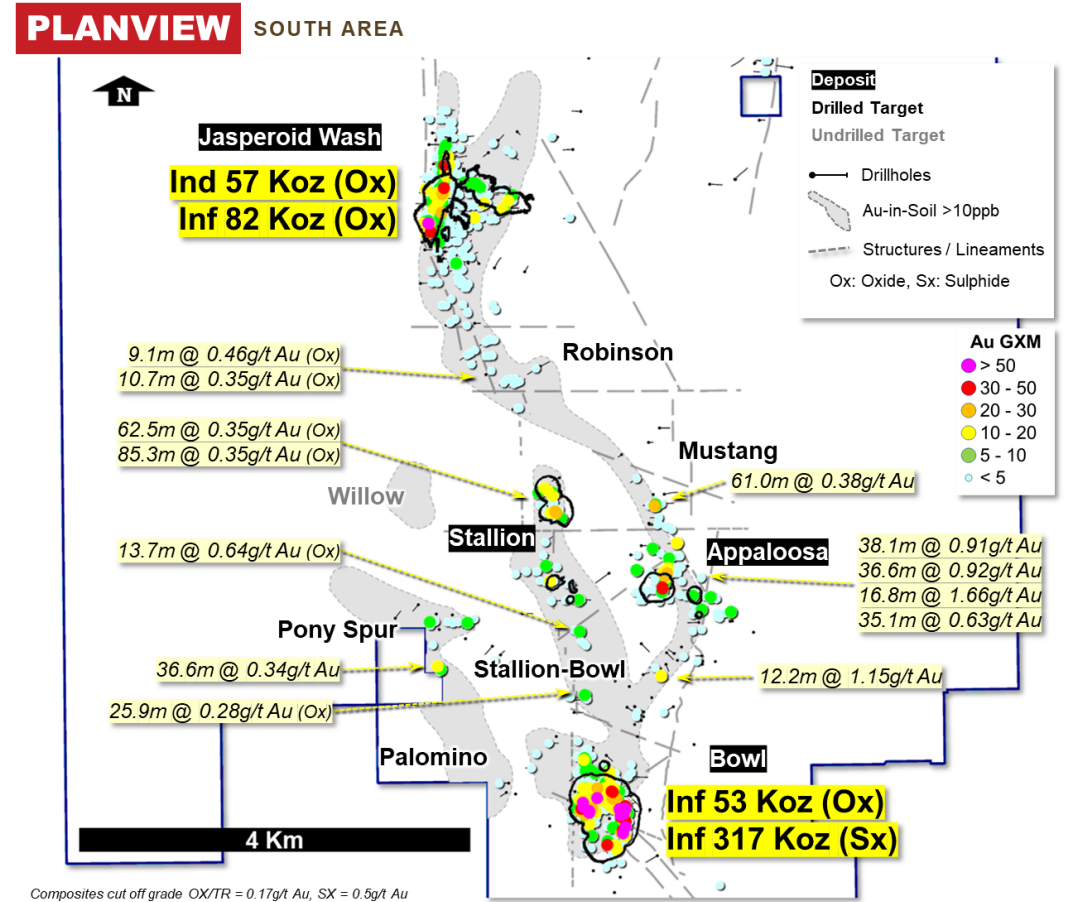 PLANVIEW SOUTH AREA
N
Deposit
Drilled Target
Undrilled Target
Drillholes
Au-in-Soil >10ppb
Structures / Lineaments
Ox: Oxide, Sx: Sulphide
Au GXM
> 50
30 - 50
20 - 30
10 - 20
5 - 10
< 5
Jasperoid Wash
Ind 57 Koz (Ox)
Inf 82 Koz (Ox)
Robinson
9.1m @ 0.46g/t Au (Ox)
10.7m @ 0.35g/t Au (Ox)
62.5m @ 0.35g/t Au (Ox)
85.3m @ 0.35g/t Au (Ox)
Mustang
61.0m @ 0.38g/t Au
Willow
Stallion
13.7m @ 0.64g/t Au (Ox)
Appaloosa
38.1m @ 0.91g/t Au
36.6m @ 0.92g/t Au
16.8m @ 1.66g/t Au
35.1m @ 0.63g/t Au
Pony Spur
36.6m @ 0.34g/t Au
Stallion-Bowl
12.2m @ 1.15g/t Au
25.9m @ 0.28g/t Au (Ox)
Palomino
Bowl
Inf 53 Koz (Ox)
Inf 317 Koz (Sx)
4 Km
Composites cut off grade OX/TR = 0.17g/t Au, SX = 0.5g/t Au